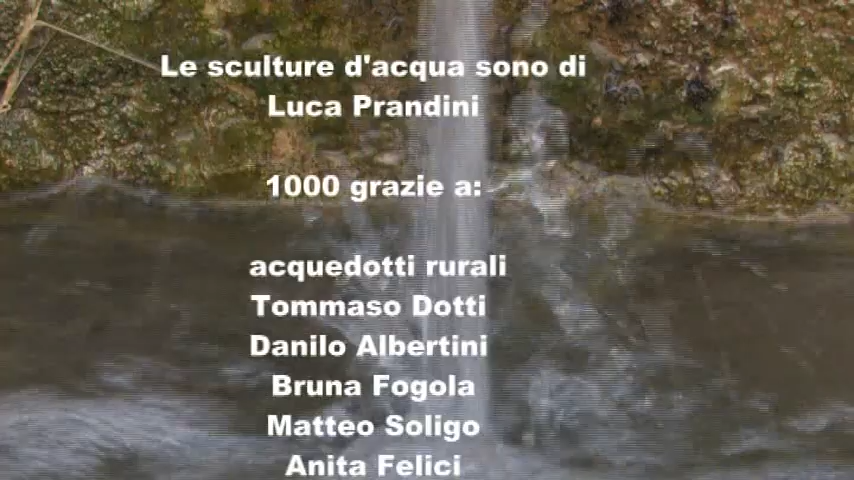 Le sculture d'acqua sono di
Luca Prandini
1000 grazie a:
acquedotti rurali
Tommaso Dotti
Danilo Albertini
Bruna Fogola
Matteo Soligo
Anita Felici